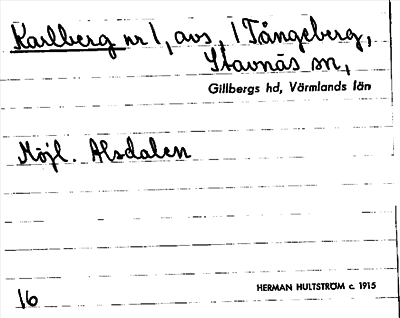 Karlberg nr 1, avs, 1 Tångeberg,
Stavnäs sn,
Gillbergs hd, Värmlands län
Möjl. Alsdalen
HERMAN HULTSTRÖM c. 1915
16